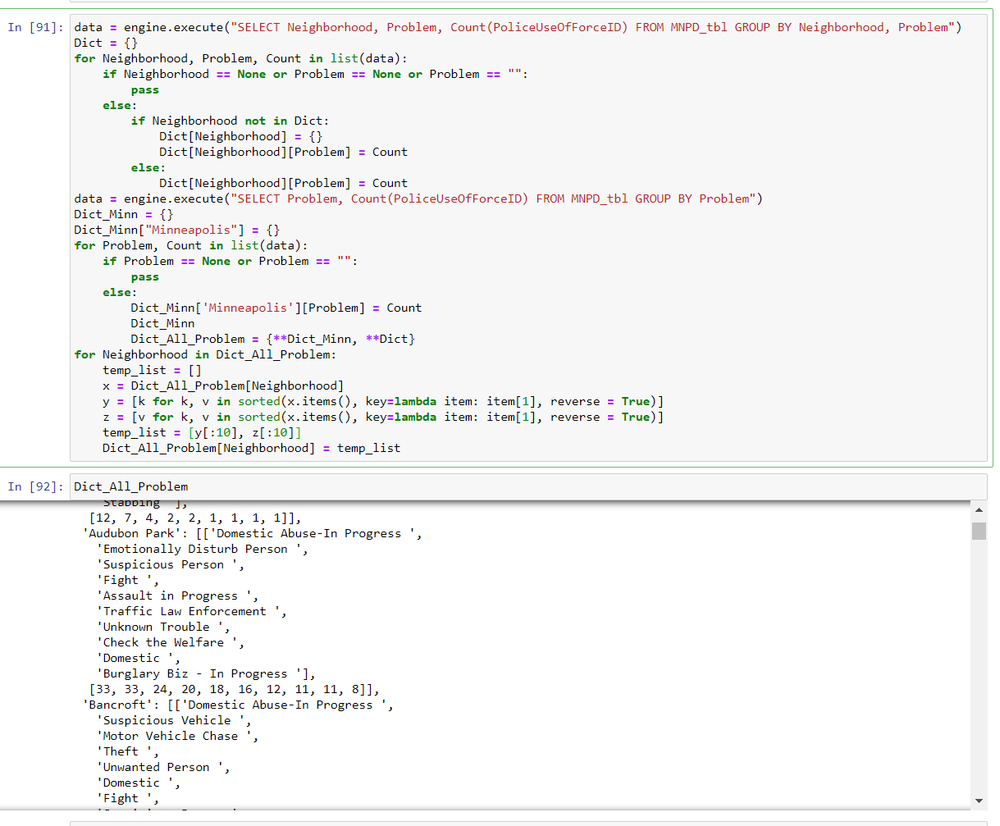 In [91]: data = engine.execute("SELECT Neighborhood, Problem, Count(PoliceUseOfForceID) FROM MNPD_tbl GROUP BY Neighborhood, Problem")
Dict = {}
for Neighborhood, Problem, Count in list(data):
    if Neighborhood == None or Problem == None or Problem == "":
        pass
    else:
        if Neighborhood not in Dict:
            Dict[Neighborhood] = {}
            Dict[Neighborhood][Problem] = Count
        else:
            Dict[Neighborhood][Problem] = Count
data = engine.execute("SELECT Problem, Count(PoliceUseOfForceID) FROM MNPD_tbl GROUP BY Problem")
Dict_Minn = {}
Dict_Minn["Minneapolis"] = {}
for Problem, Count in list(data):
    if Problem == None or Problem == "":
        pass
    else:
        Dict_Minn['Minneapolis'][Problem] = Count
        Dict_Minn
        Dict_All_Problem = {**Dict_Minn, **Dict}
for Neighborhood in Dict_All_Problem:
    temp_list = []
    x = Dict_All_Problem[Neighborhood]
    y = [k for k, v in sorted(x.items(), key=lambda item: item[1], reverse = True)]
    z = [v for k, v in sorted(x.items(), key=lambda item: item[1], reverse = True)]
    temp_list = [y[:10], z[:10]]
    Dict_All_Problem[Neighborhood] = temp_list
In [92]: Dict_All_Problem
'Stabbing '],
[12, 7, 4, 2, 2, 1, 1, 1, 1]],
'Audubon Park': [['Domestic Abuse-In Progress ',
'Emotionally Disturb Person ',
'Suspicious Person ',
'Fight ',
'Assault in Progress ',
'Traffic Law Enforcement ',
'Unknown Trouble ',
'Check the Welfare ',
'Domestic ',
'Burglary Biz - In Progress '],
[33, 33, 24, 20, 18, 16, 12, 11, 11, 8]],
'Bancroft': [['Domestic Abuse-In Progress ',
'Suspicious Vehicle ',
'Motor Vehicle Chase ',
'Theft ',
'Unwanted Person ',
'Domestic ',
'Fight ',